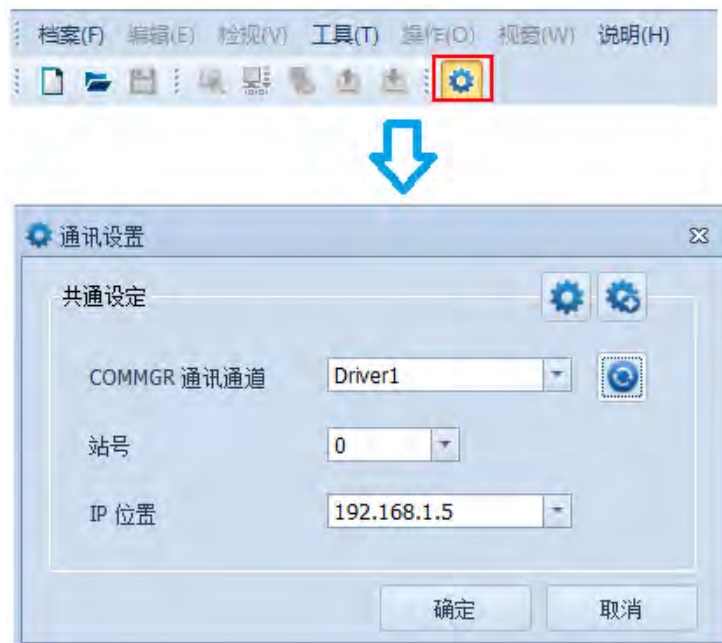 档案(F) 编辑(E) 检视(V) 工具(T) 操作(O) 视窗(W) 说明(H)
通讯设置
共通设定
COMMGR 通讯通道 Driver1
站号 0
IP 位置 192.168.1.5
确定 取消